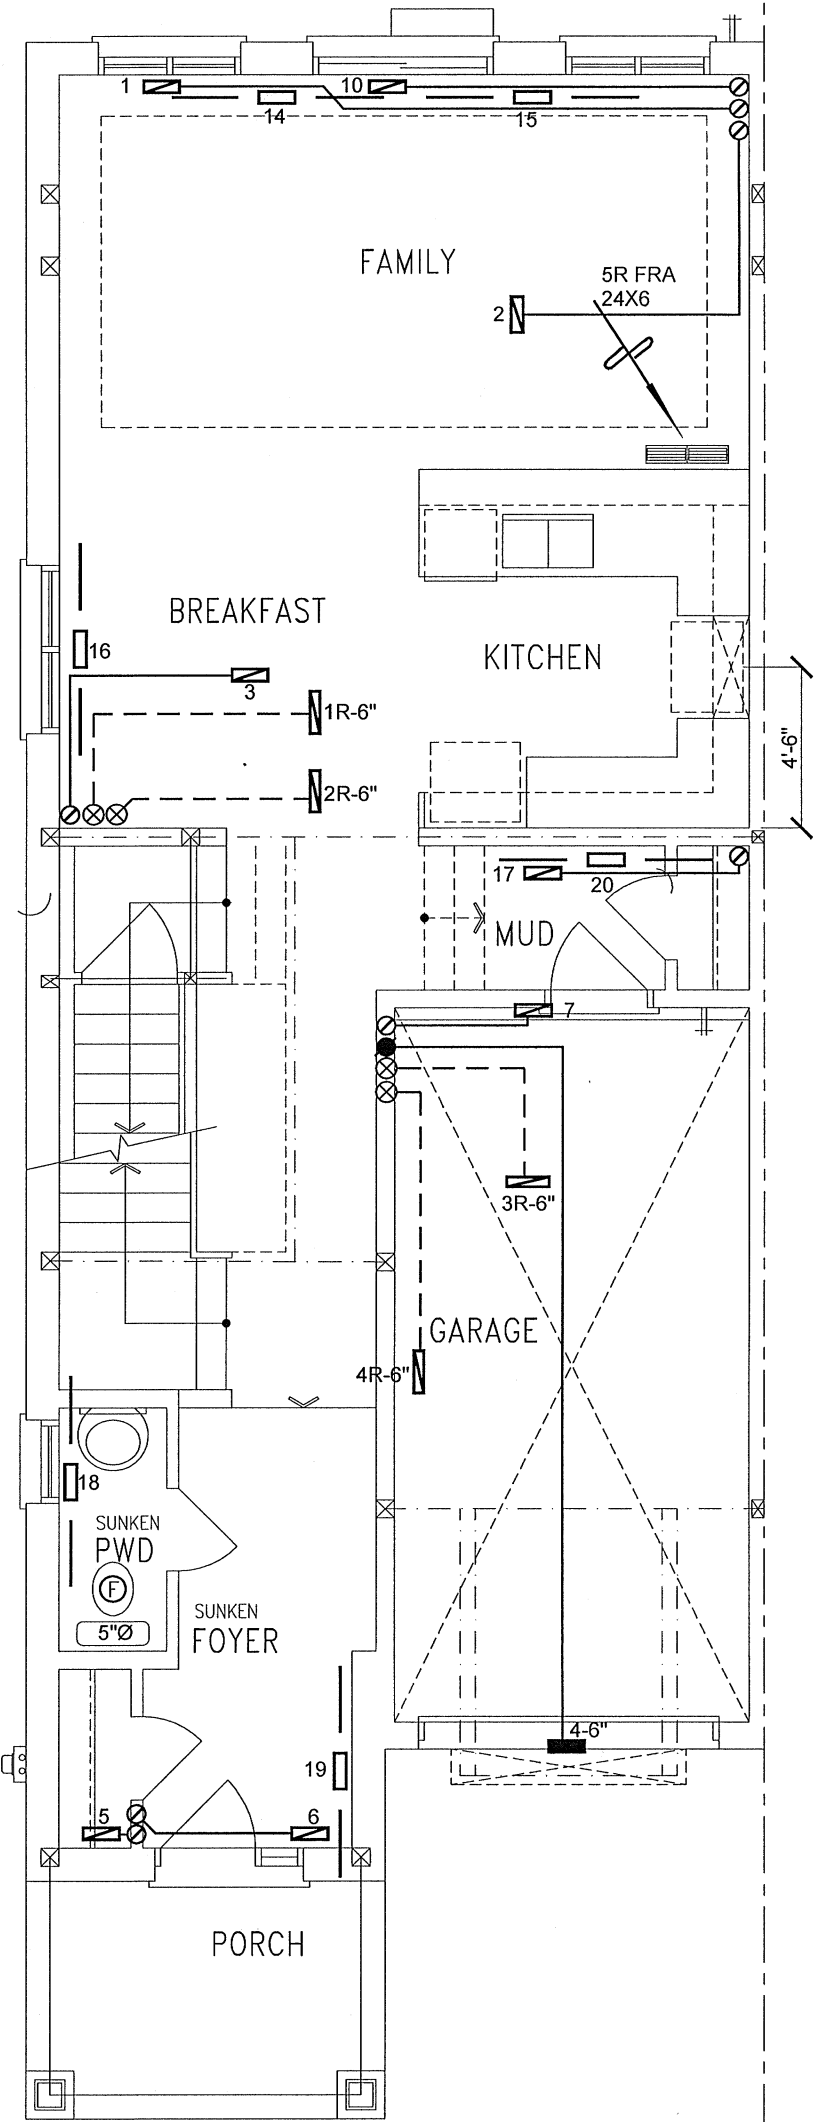 1
10
14
15
FAMILY
5R FRA
24X6
2
BREAKFAST
16
KITCHEN
3
1R-6"
2R-6"
4'-6"
17
20
MUD
7
3R-6"
GARAGE
4R-6"
18
SUNKEN
PWD
F
5"Ø
SUNKEN
FOYER
4-6"
19
5
6
PORCH